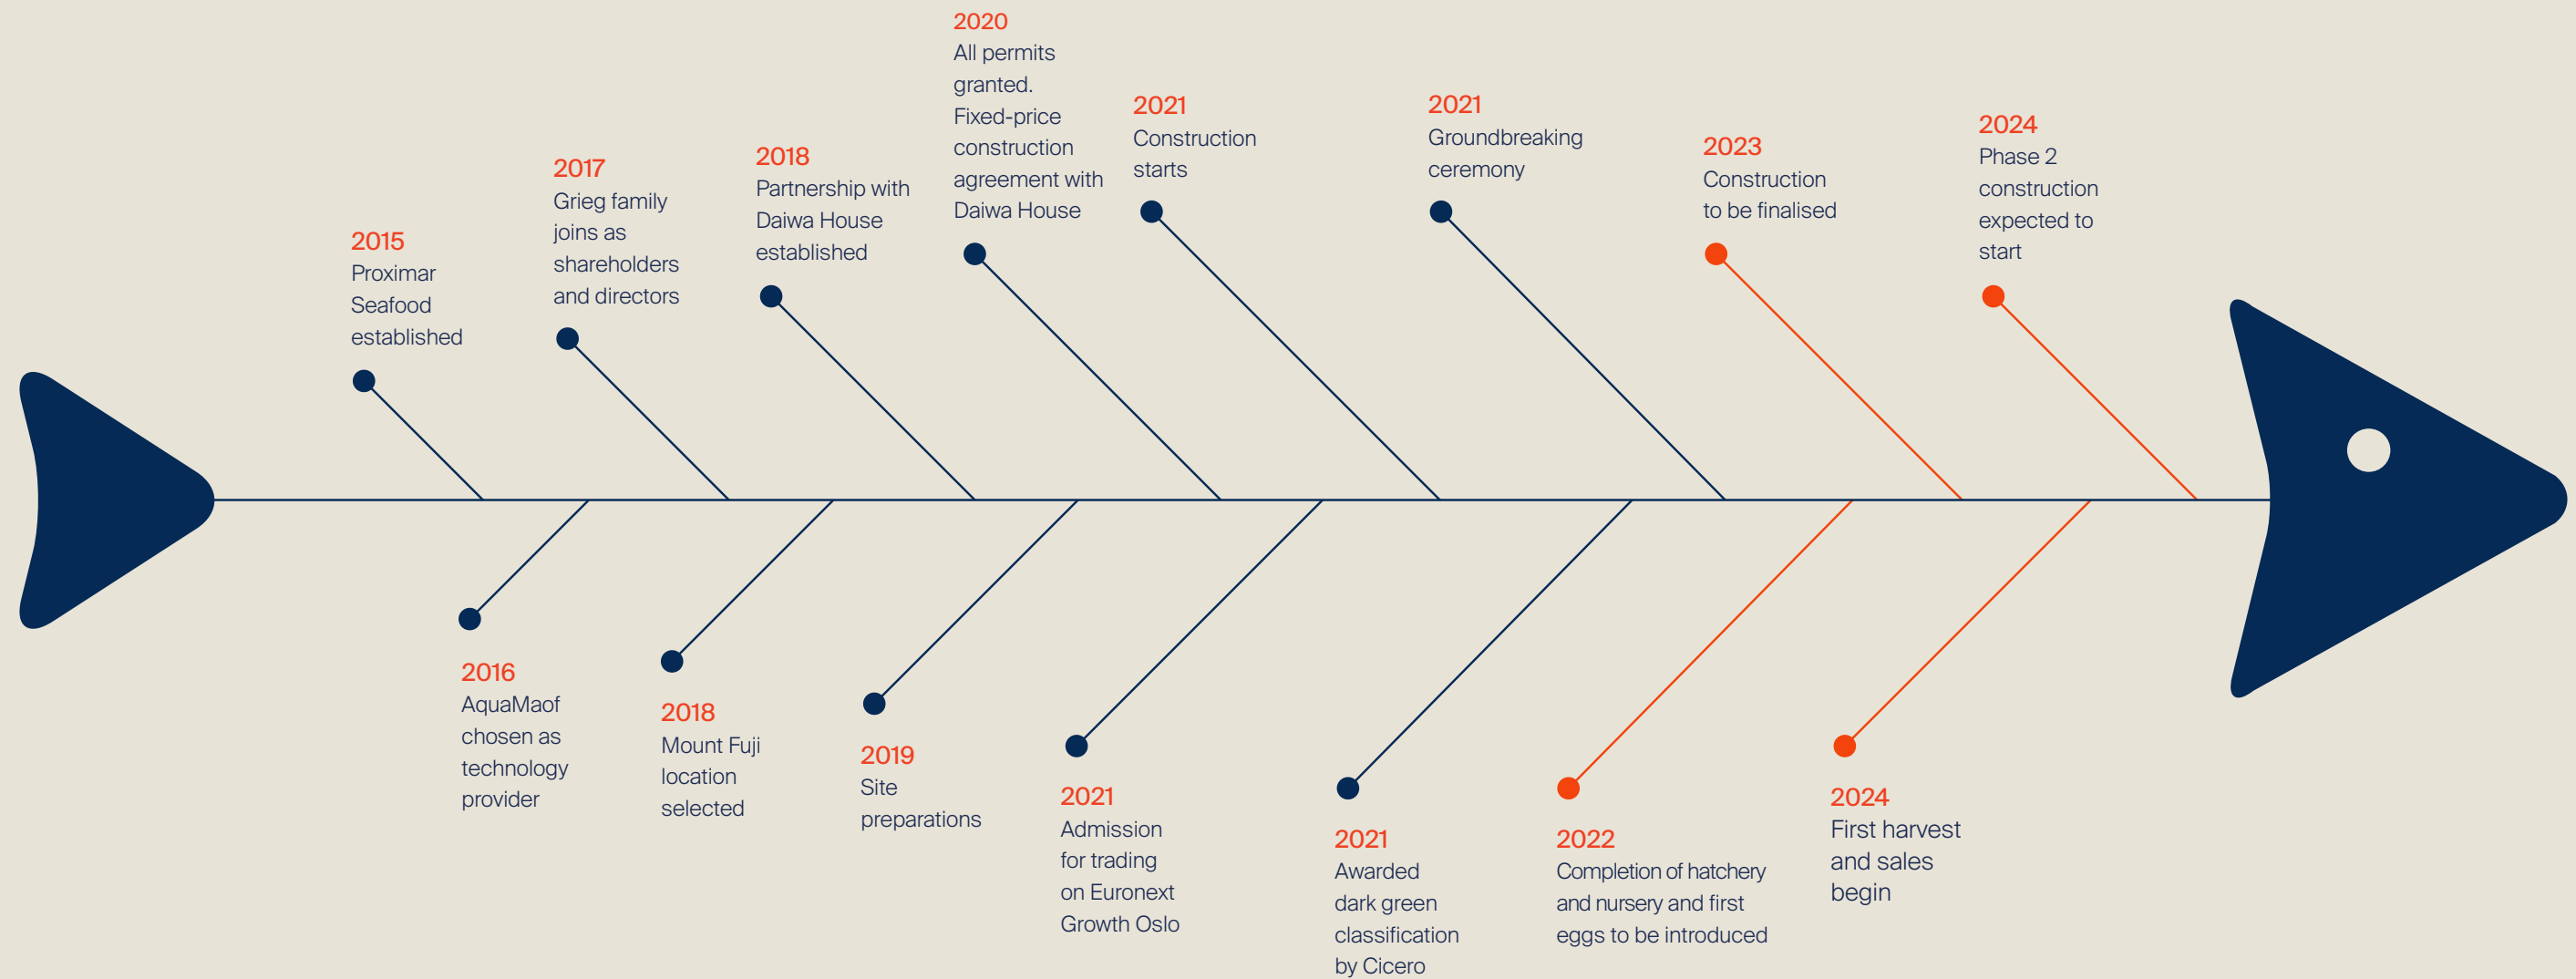 2015
Proximar
Seafood
established
2016
AquaMaof
chosen as
technology
provider
2017
Grieg family
joins as
shareholders
and directors
2018
Mount Fuji
location
selected
2018
Partnership with
Daiwa House
established
2019
Site
preparations
2020
All permits
granted.
Fixed-price
construction
agreement with
Daiwa House
2021
Admission
for trading
on Euronext
Growth Oslo
2021
Construction
starts
2021
Awarded
dark green
classification
by Cicero
2021
Groundbreaking
ceremony
2022
Completion of hatchery
and nursery and first
eggs to be introduced
2023
Construction
to be finalised
2024
First harvest
and sales
begin
2024
Phase 2
construction
expected to
start